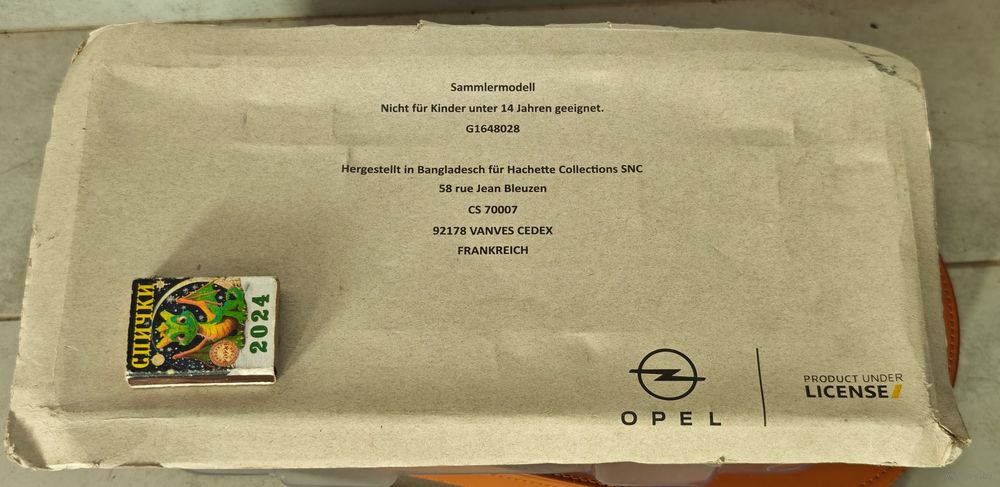 Sammlermodell
Nicht für Kinder unter 14 Jahren geeignet.
G1648028
Hergestellt in Bangladesch für Hachette Collections SNC
58 rue Jean Bleuzen
CS 70007
92178 VANVES CEDEX
FRANKREICH
СПИЧКИ
2024
OPEL
PRODUCT UNDER
LICENSE